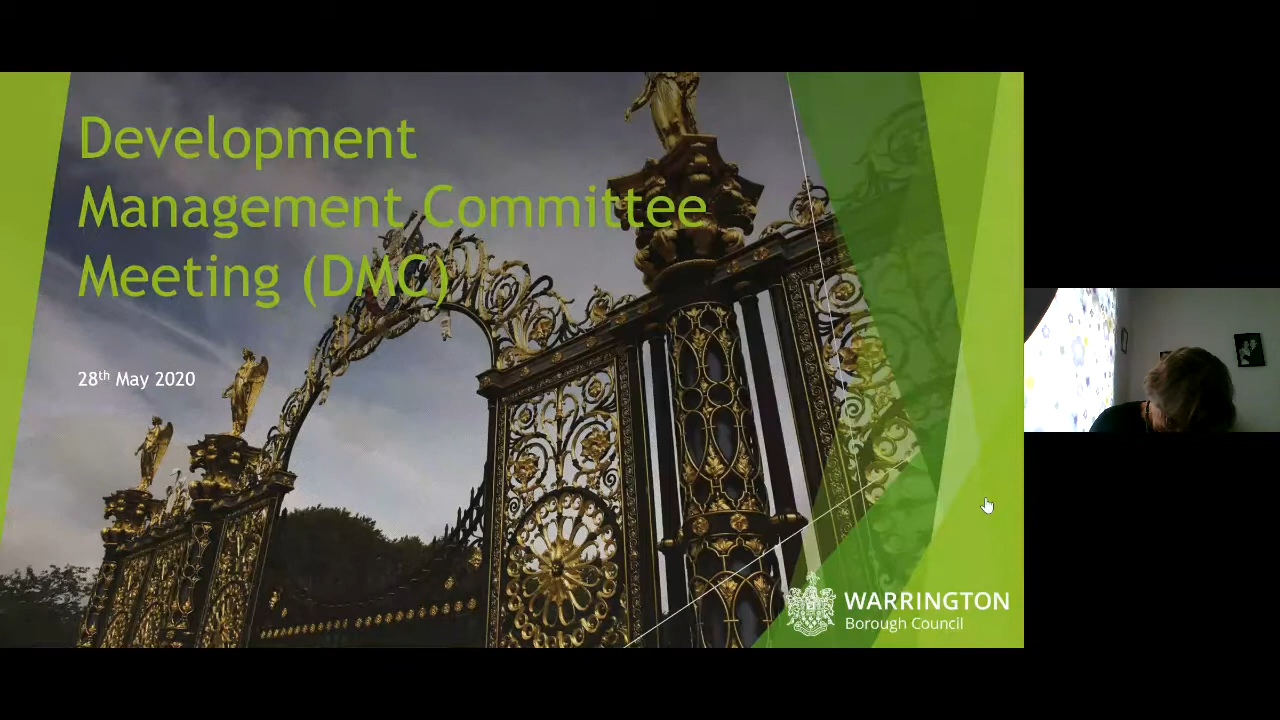 Development
Management Committee
Meeting (DMC)
28th May 2020
WARRINGTON
Borough Council